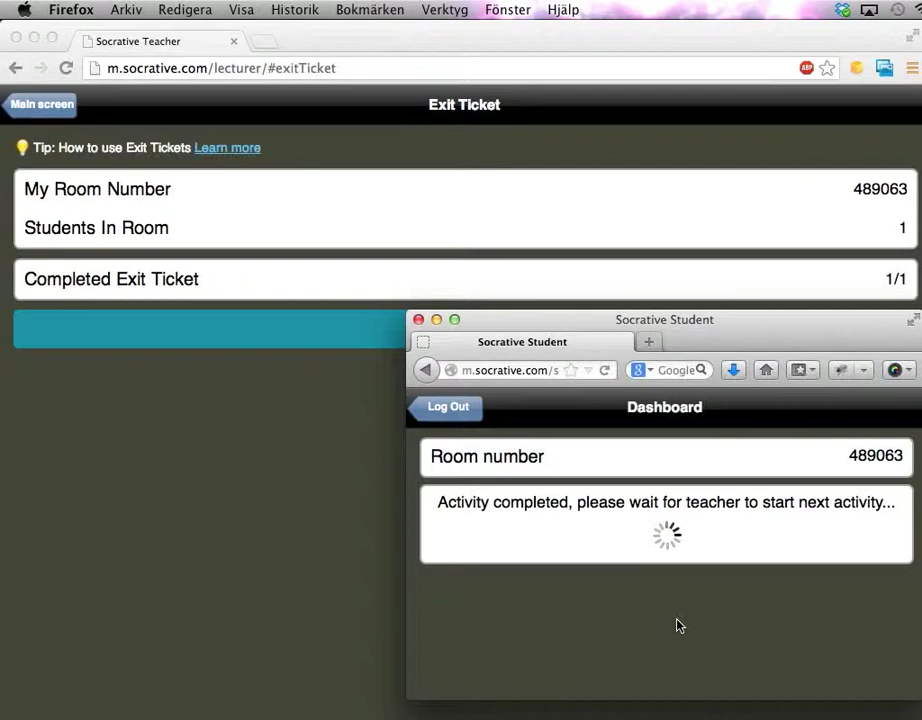 Firefox Arkiv Redigera Visa Historik Bokmärken Verktyg Fönster Hjälp
Socrative Teacher
m.socrative.com/lecturer/#exitTicket
ABP
Main screen
Exit Ticket
Tip: How to use Exit Tickets Learn more
My Room Number 489063
Students In Room 1
Completed Exit Ticket 1/1
Socrative Student
Socrative Student
m.socrative.com/s
Google
Log Out
Dashboard
Room number 489063
Activity completed, please wait for teacher to start next activity...